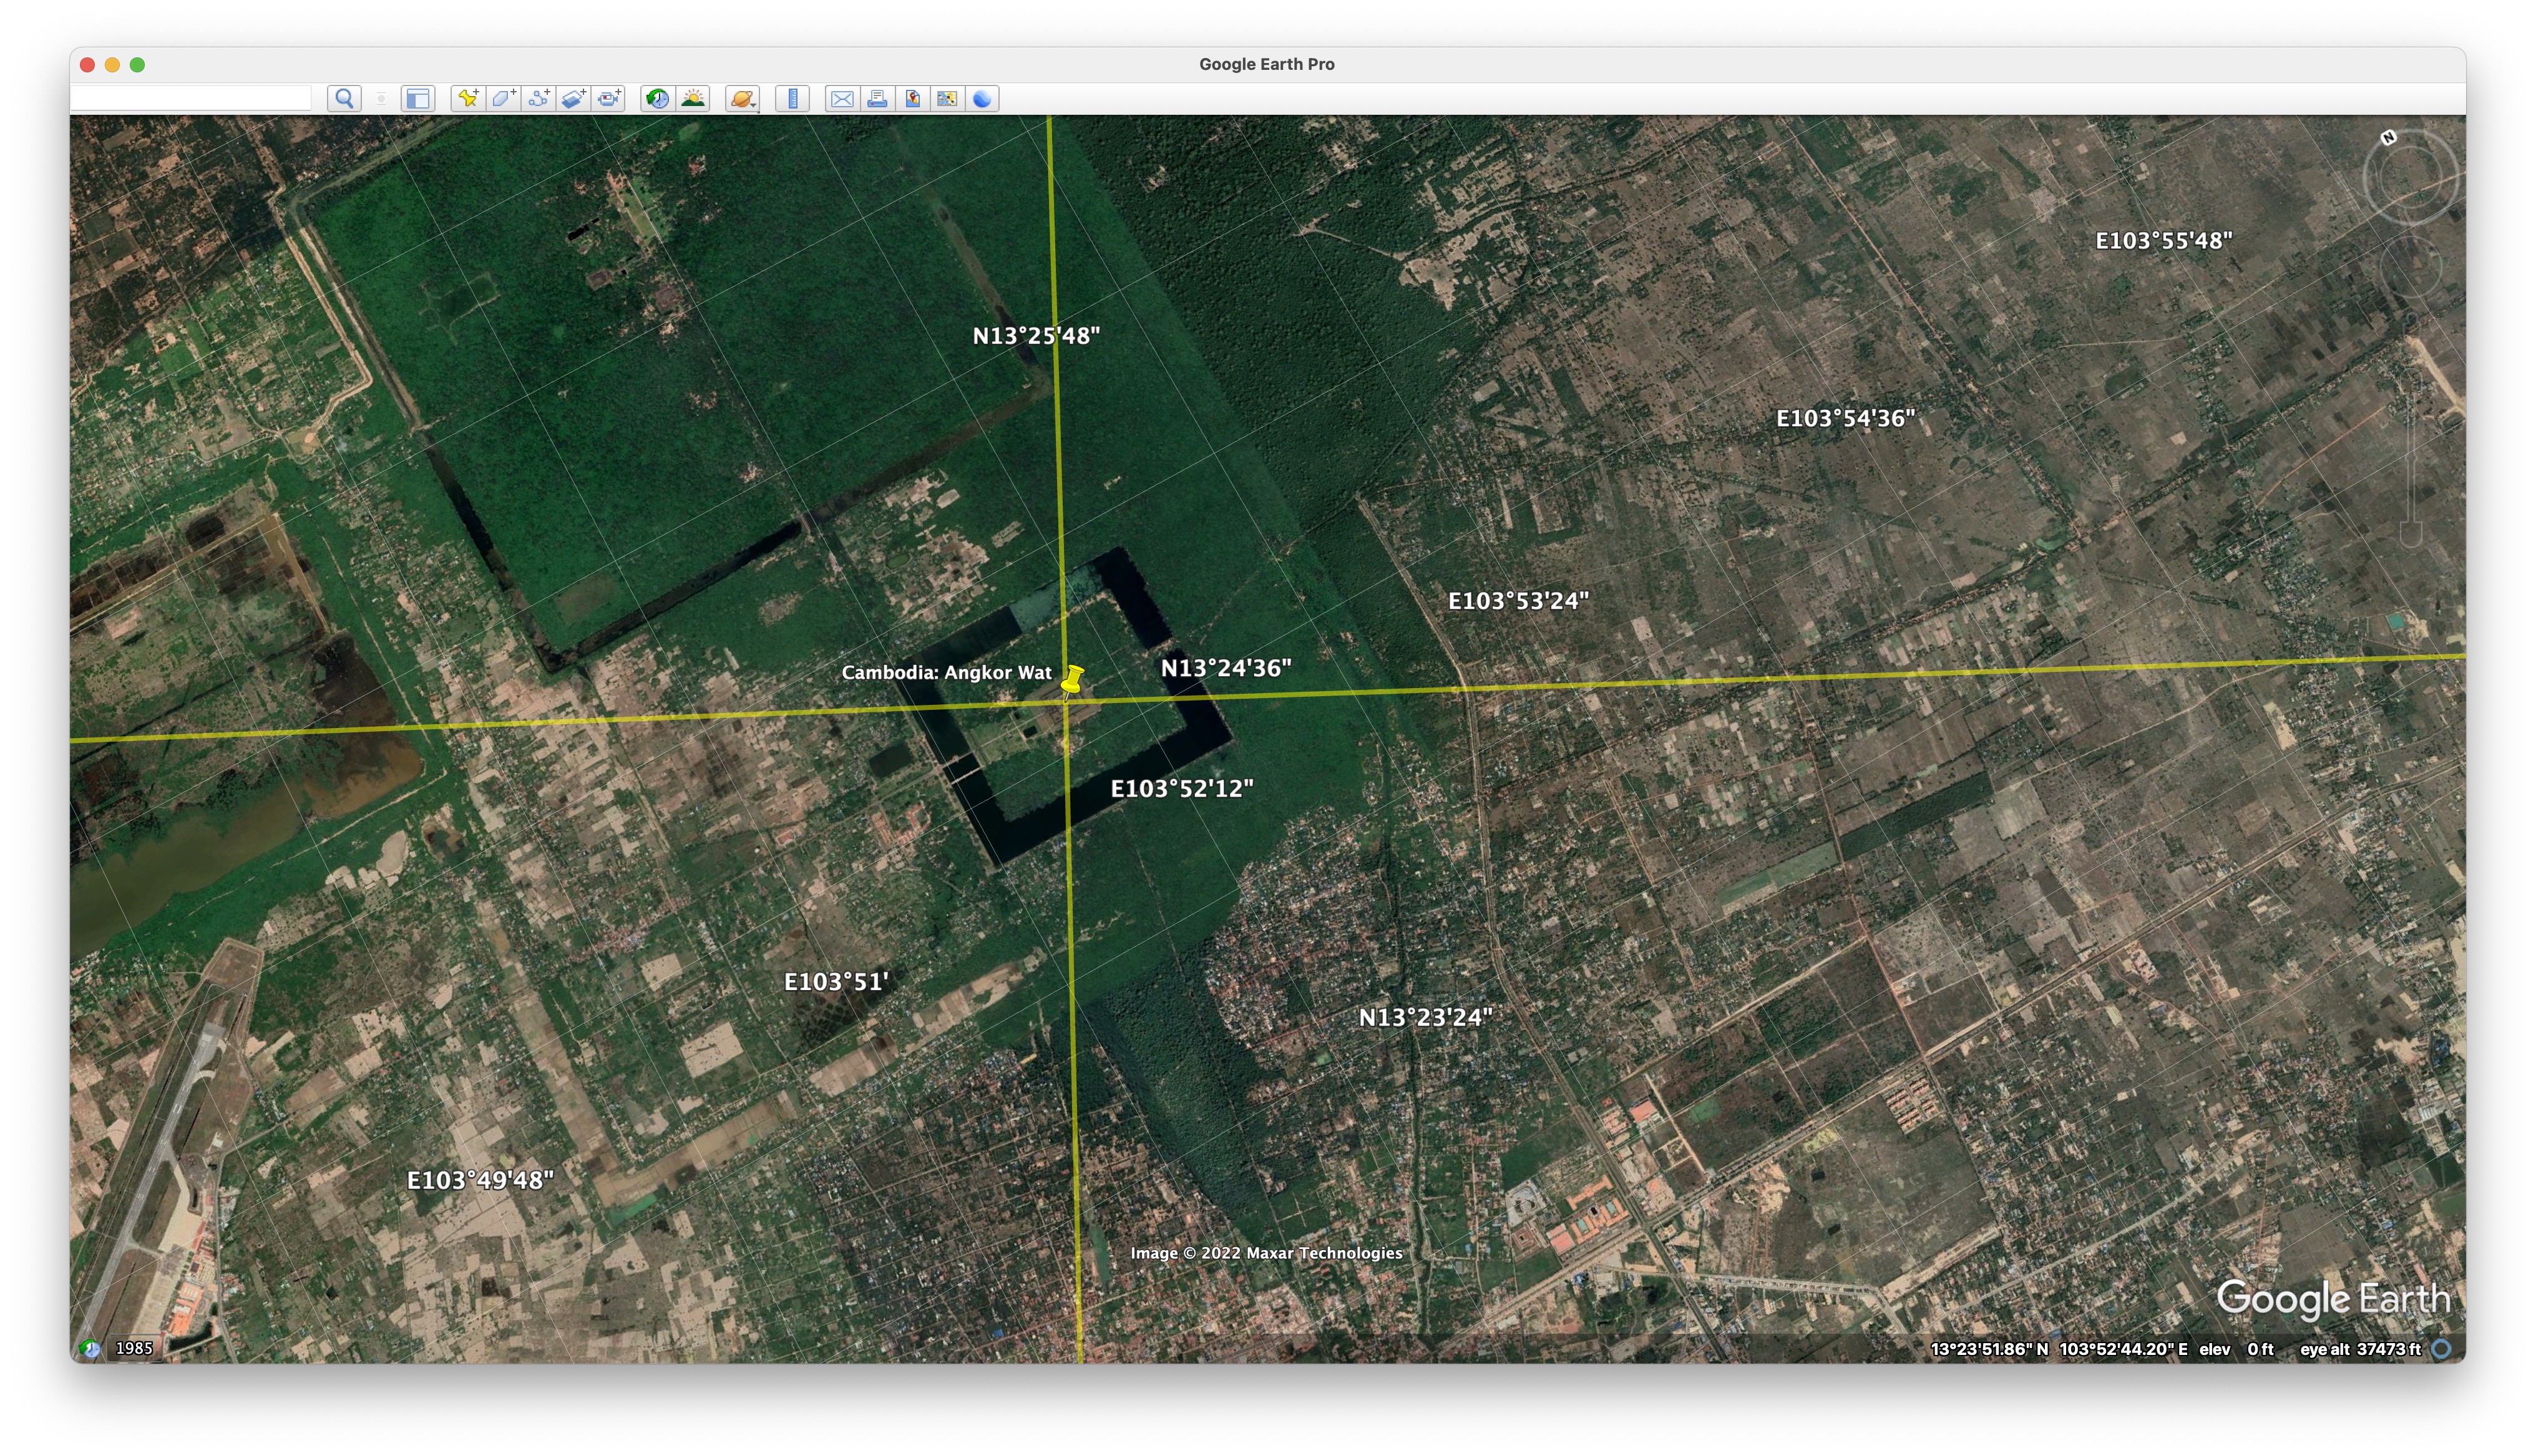 Google Earth Pro
N
E103°55'48"
N13°25'48"
E103°54'36"
E103°53'24"
Cambodia: Angkor Wat
N13°24'36"
E103°52'12"
E103°51'
N13°23'24"
E103°49'48"
Image © 2022 Maxar Technologies
Google Earth
1985
13°23'51.86" N 103°52'44.20" E elev 0 ft eye alt 37473 ft